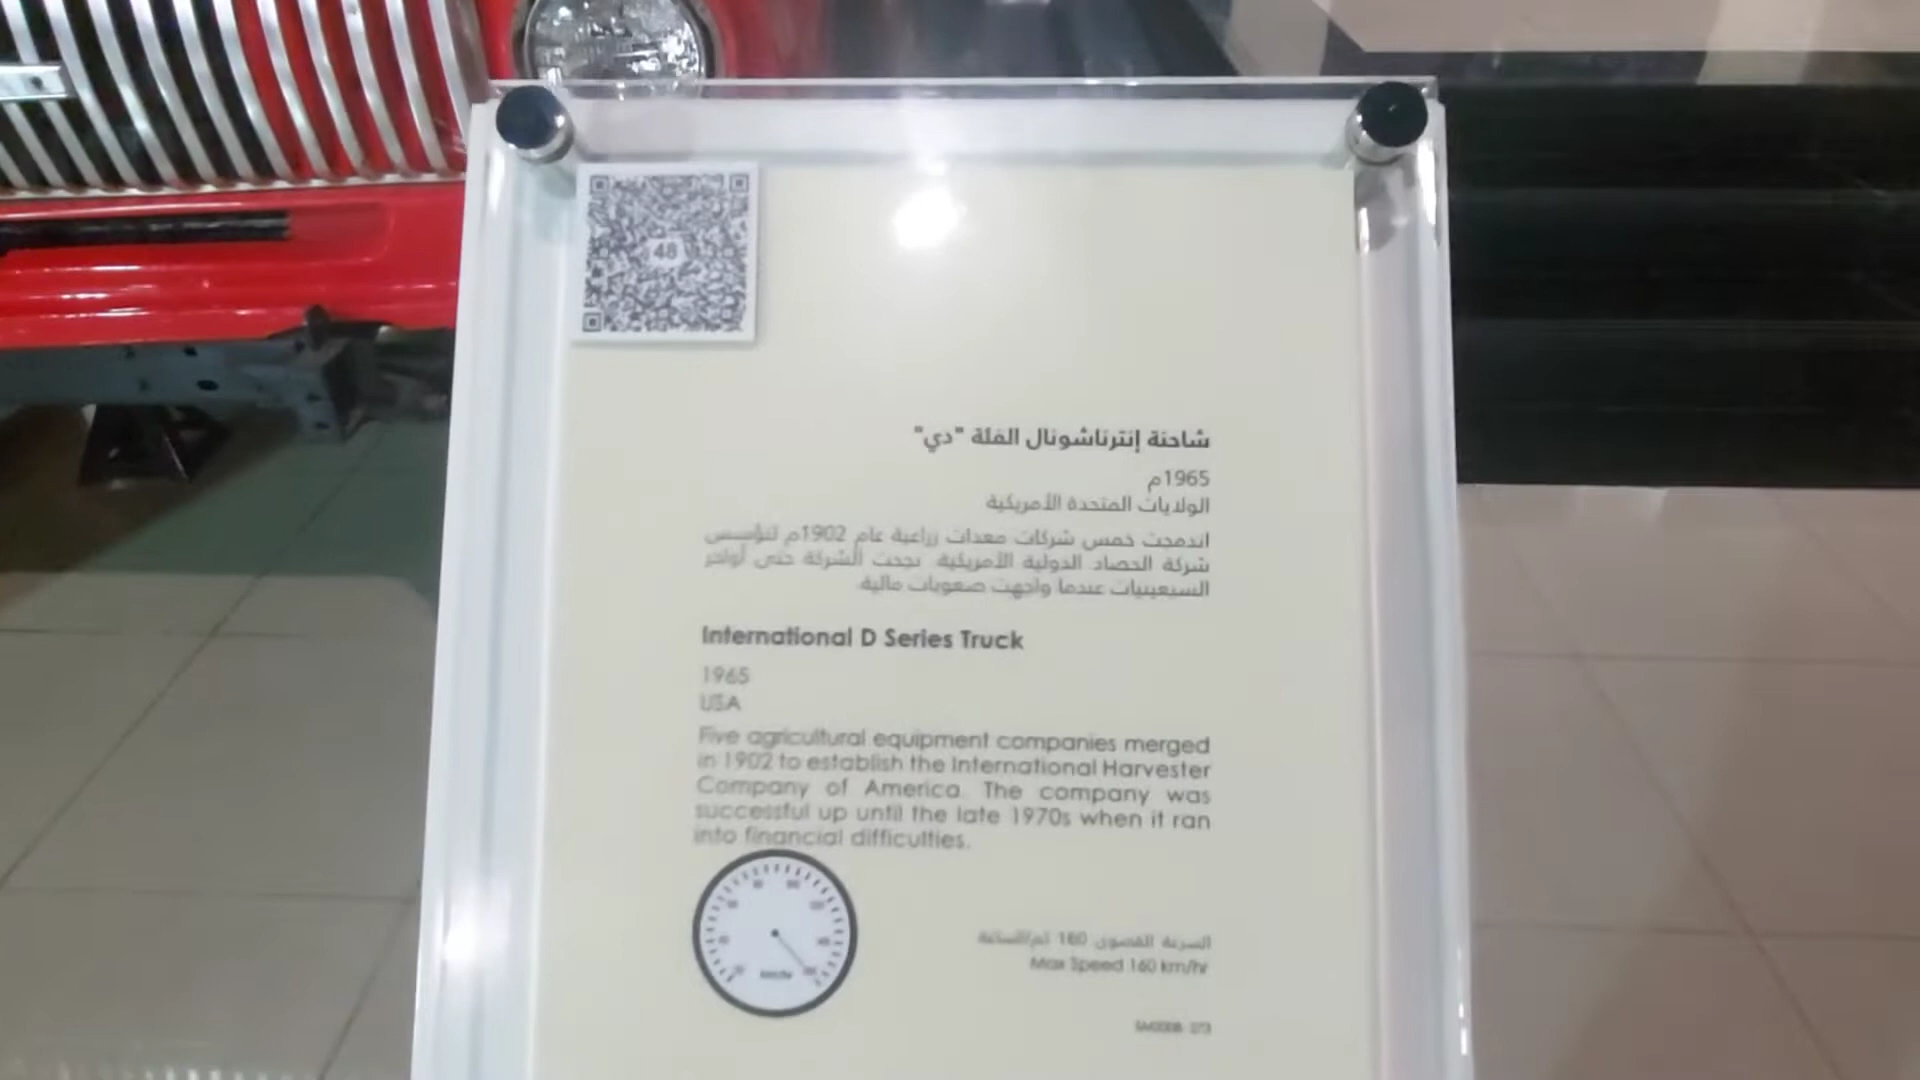 48
شاحنة إنترناشونال الفئة "دي"
1965م
الولايات المتحدة الأمريكية
اندمجت خمس شركات معدات زراعية عام 1902م لتؤسس
شركة الحصاد الدولية الأمريكية. نجحت الشركة حتى أواخر
السبعينيات عندما واجهت صعوبات مالية.
International D Series Truck
1965
USA
Five agricultural equipment companies merged
in 1902 to establish the International Harvester
Company of America. The company was
successful up until the late 1970s when it ran
into financial difficulties.
km/hr
السرعة القصوى 160 كم/الساعة
Max Speed 160 km/hr